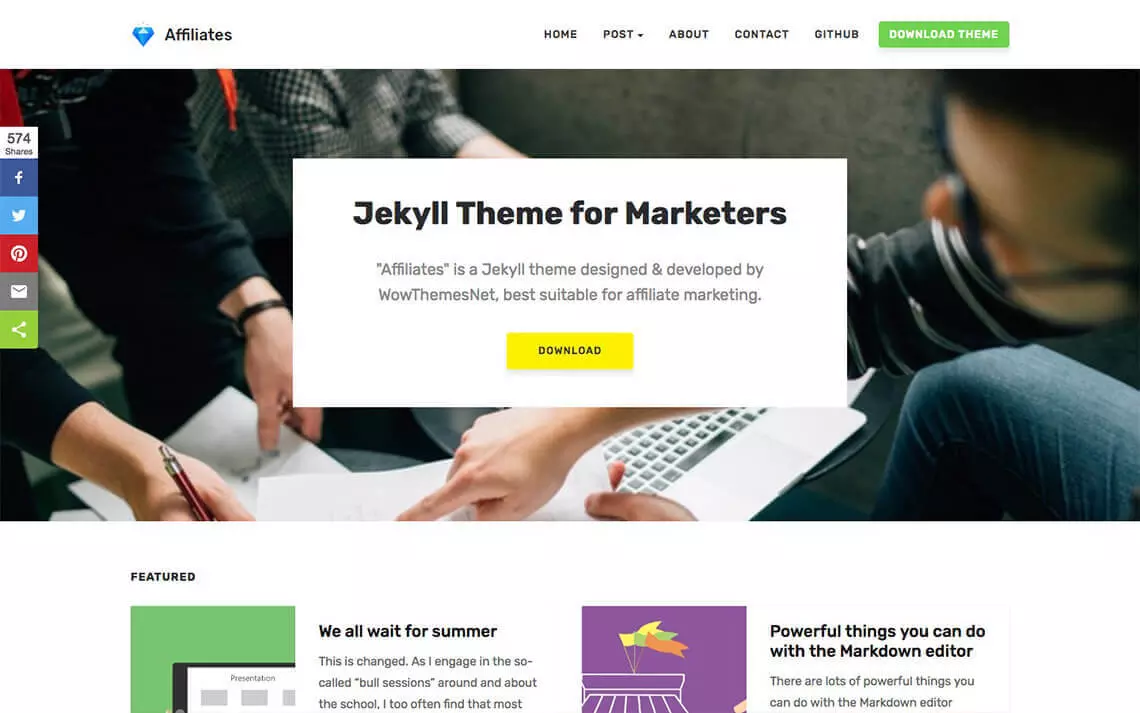 Affiliates
HOME POST ABOUT CONTACT GITHUB DOWNLOAD THEME
574
Shares
Jekyll Theme for Marketers
"Affiliates" is a Jekyll theme designed & developed by
WowThemesNet, best suitable for affiliate marketing.
DOWNLOAD
FEATURED
Presentation
We all wait for summer
This is changed. As I engage in the so-
called “bull sessions” around and about
the school, I too often find that most
Powerful things you can do
with the Markdown editor
There are lots of powerful things you
can do with the Markdown editor